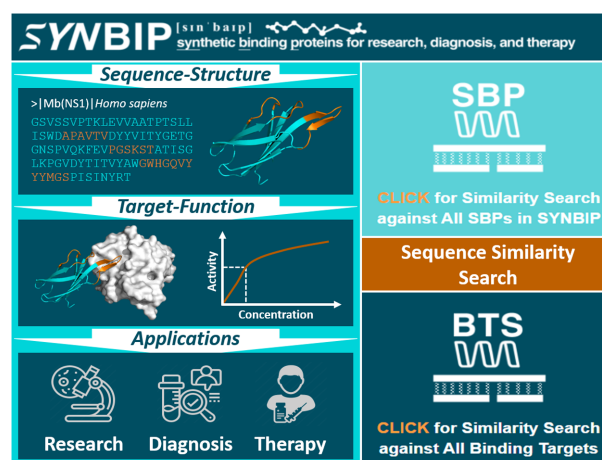 SYNBIP [sɪnˈbaɪp]
synthetic binding proteins for research, diagnosis, and therapy
Sequence-Structure
>|Mb(NS1)|Homo sapiens
GSVSSVPTKLEVVAATPTSLL
ISWDAPAVTVDYYVITYGETG
GNSPVQKFEVPGSKSTATISG
LKPGVDYTITVYAWGWHGQVY
YYMGSPISINYRT
Target-Function
Activity
Concentration
Applications
Research Diagnosis Therapy
SBP
CLICK for Similarity Search
against All SBPs in SYNBIP
Sequence Similarity
Search
BTS
CLICK for Similarity Search
against All Binding Targets